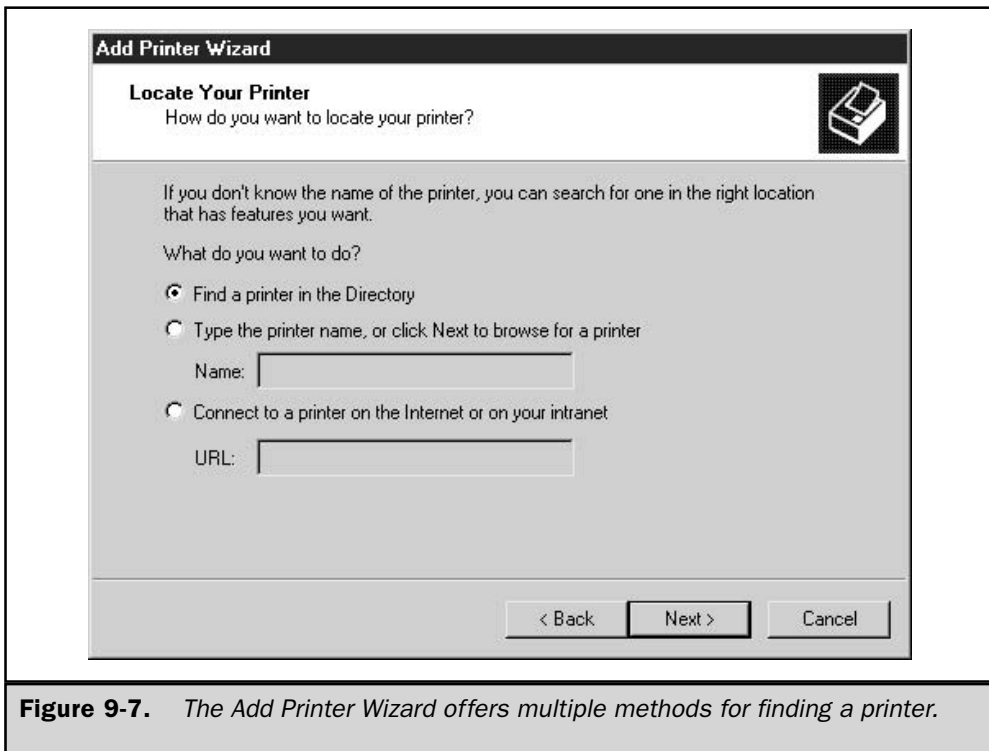 Add Printer Wizard
Locate Your Printer
How do you want to locate your printer?
If you don't know the name of the printer, you can search for one in the right location
that has features you want.
What do you want to do?
Find a printer in the Directory
Type the printer name, or click Next to browse for a printer
Name:
Connect to a printer on the Internet or on your intranet
URL:
< Back Next > Cancel
Figure 9-7. The Add Printer Wizard offers multiple methods for finding a printer.